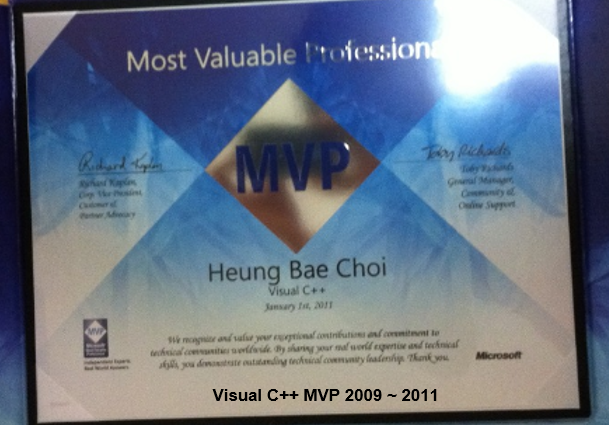 Most Valuable Professional
MVP
Richard Kaplan
Richard Kaplan,
Corp. Vice President,
Customer &
Partner Advocacy
Toby Richards
Toby Richards
General Manager,
Community &
Online Support
Heung Bae Choi
Visual C++
January 1st, 2011
We recognize and value your exceptional contributions and commitment to
technical communities worldwide. By sharing your real world expertise and technical
skills, you demonstrate outstanding technical community leadership. Thank you.
MVP
Microsoft
Independent Experts.
Real World Answers.
Microsoft
Visual C++ MVP 2009 ~ 2011